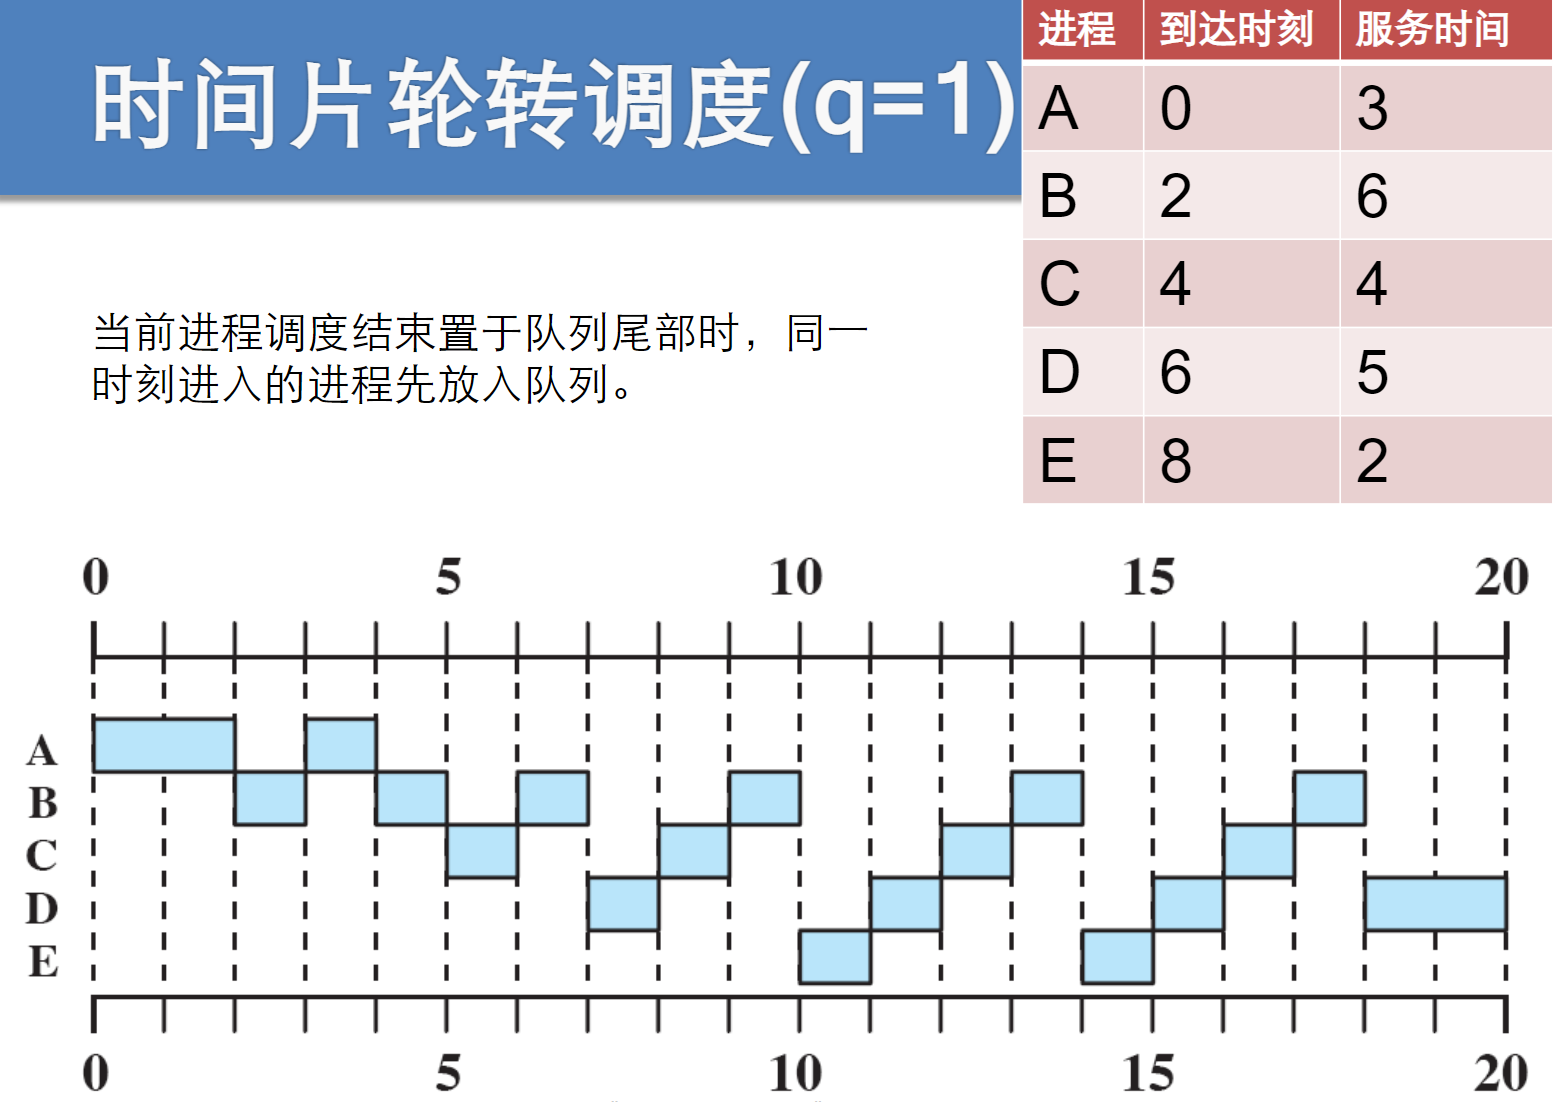 时间片轮转调度(q=1)
进程 到达时刻 服务时间
A 0 3
B 2 6
C 4 4
D 6 5
E 8 2
当前进程调度结束置于队列尾部时，同一
时刻进入的进程先放入队列。
0 5 10 15 20
A
B
C
D
E
0 5 10 15 20